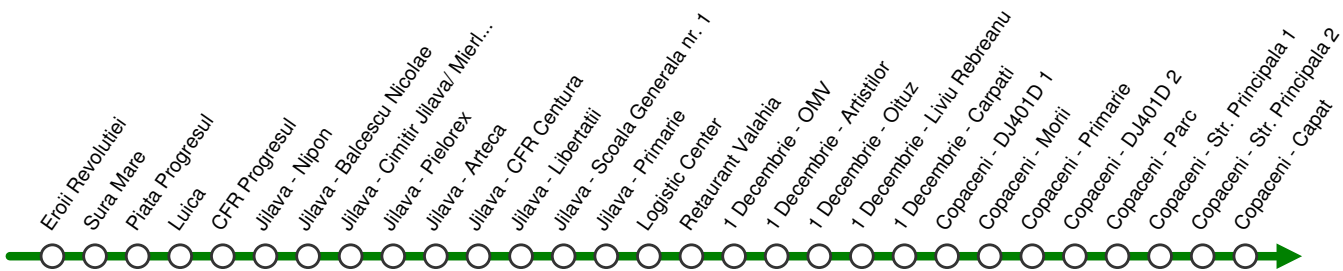 Eroii Revolutiei
Sura Mare
Piata Progresul
Luica
CFR Progresul
Jilava - Nipon
Jilava - Balcescu Nicolae
Jilava - Cimitir Jilava/ Mierl...
Jilava - Pielorex
Jilava - Arteca
Jilava - CFR Centura
Jilava - Libertatii
Jilava - Scoala Generala nr. 1
Jilava - Primarie
Logistic Center
Retaurant Valahia
1 Decembrie - OMV
1 Decembrie - Artistilor
1 Decembrie - Oituz
1 Decembrie - Liviu Rebreanu
1 Decembrie - Carpati
Copaceni - DJ401D 1
Copaceni - Morii
Copaceni - Primarie
Copaceni - DJ401D 2
Copaceni - Parc
Copaceni - Str. Principala 1
Copaceni - Str. Principala 2
Copaceni - Capat